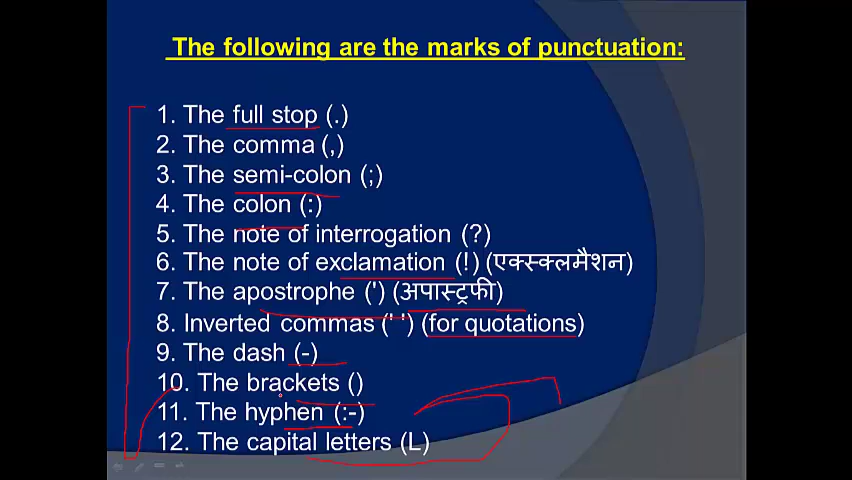 The following are the marks of punctuation:
1. The full stop (.)
2. The comma (,)
3. The semi-colon (;)
4. The colon (:)
5. The note of interrogation (?)
6. The note of exclamation (!) (एक्स्क्लमैशन)
7. The apostrophe (') (अपास्ट्रफी)
8. Inverted commas (' ') (for quotations)
9. The dash (-)
10. The brackets ()
11. The hyphen (:-)
12. The capital letters (L)